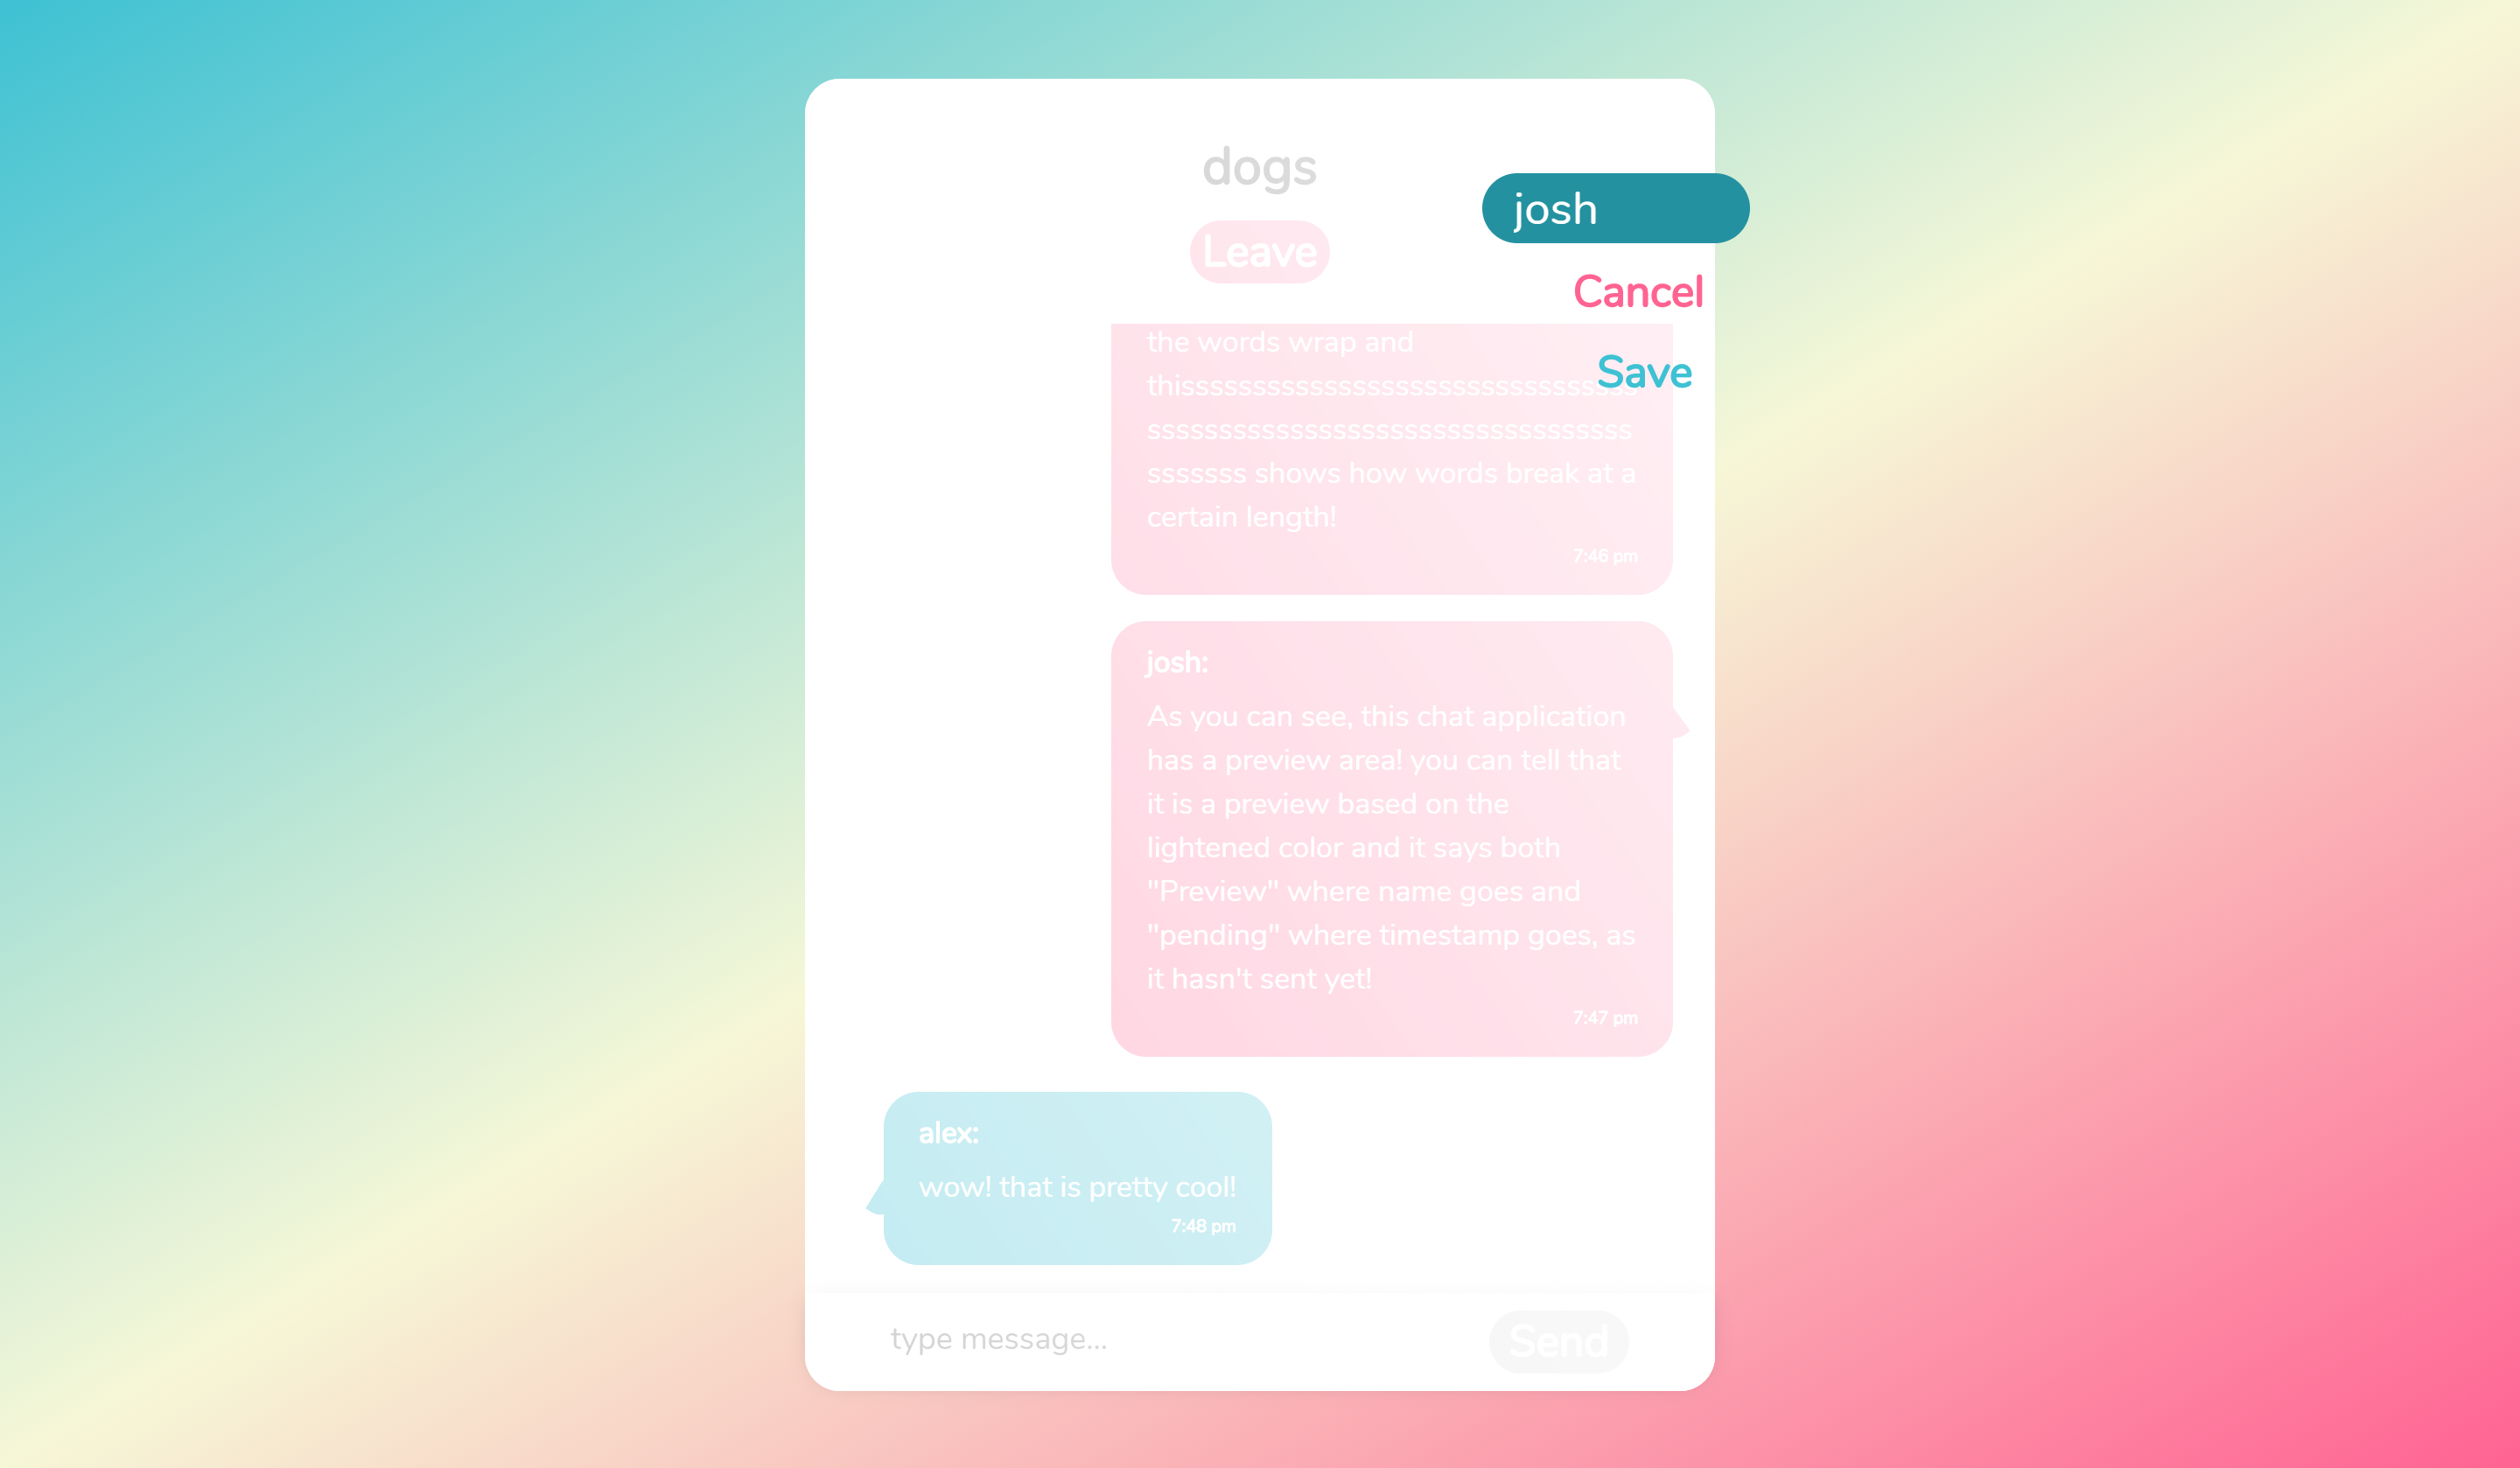 dogs
josh
Leave
Cancel
the words wrap and
Save
thissssssssssssssssssssssssssssssss
ssssssssssssssssssssssssssssssssss
sssssss shows how words break at a
certain length!
7:46 pm
josh:
As you can see, this chat application
has a preview area! you can tell that
it is a preview based on the
lightened color and it says both
"Preview" where name goes and
"pending" where timestamp goes, as
it hasn't sent yet!
7:47 pm
alex:
wow! that is pretty cool!
7:48 pm
type message...
Send